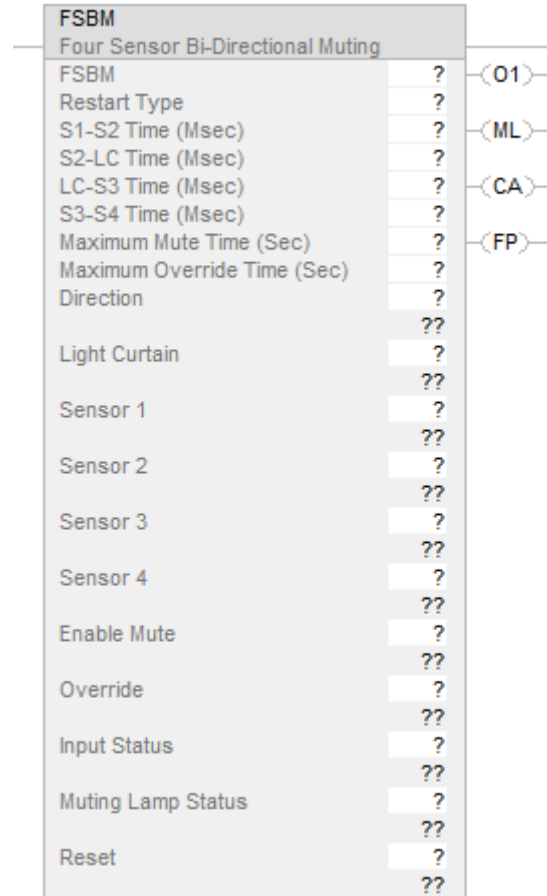 FSBM
Four Sensor Bi-Directional Muting
FSBM ? (O1)
Restart Type ?
S1-S2 Time (Msec) ? (ML)
S2-LC Time (Msec) ?
LC-S3 Time (Msec) ? (CA)
S3-S4 Time (Msec) ?
Maximum Mute Time (Sec) ? (FP)
Maximum Override Time (Sec) ?
Direction ?
??
Light Curtain ?
??
Sensor 1 ?
??
Sensor 2 ?
??
Sensor 3 ?
??
Sensor 4 ?
??
Enable Mute ?
??
Override ?
??
Input Status ?
??
Muting Lamp Status ?
??
Reset ?
??